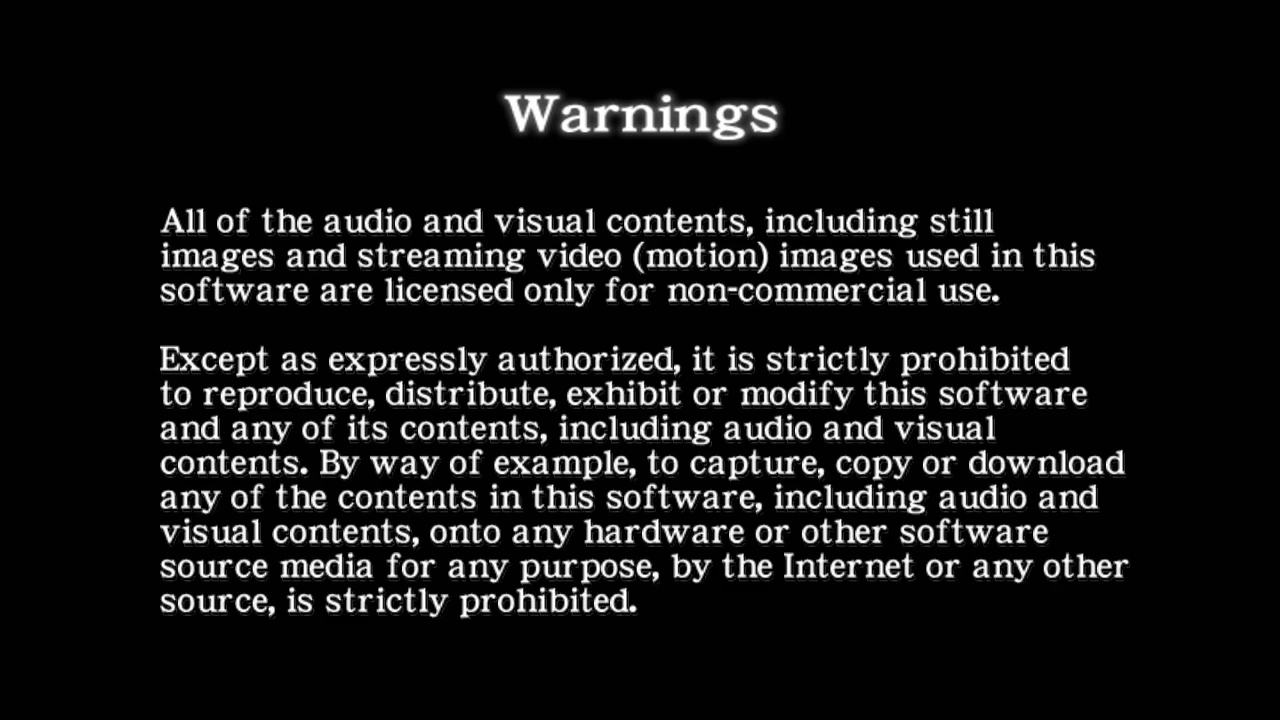 Warnings
All of the audio and visual contents, including still
images and streaming video (motion) images used in this
software are licensed only for non-commercial use.
Except as expressly authorized, it is strictly prohibited
to reproduce, distribute, exhibit or modify this software
and any of its contents, including audio and visual
contents. By way of example, to capture, copy or download
any of the contents in this software, including audio and
visual contents, onto any hardware or other software
source media for any purpose, by the Internet or any other
source, is strictly prohibited.